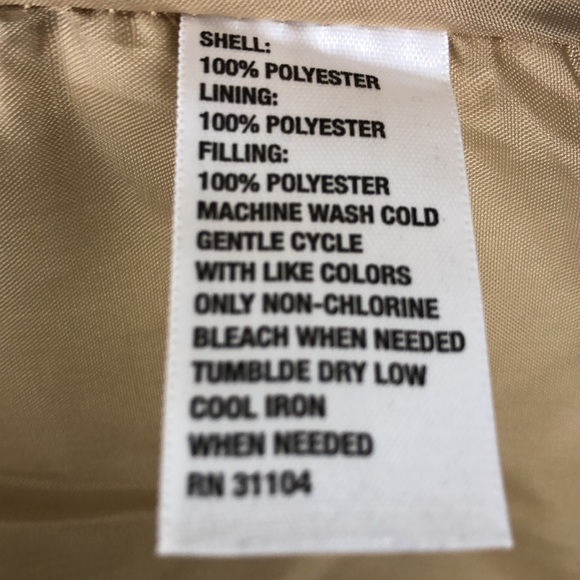 SHELL:
100% POLYESTER
LINING:
100% POLYESTER
FILLING:
100% POLYESTER
MACHINE WASH COLD
GENTLE CYCLE
WITH LIKE COLORS
ONLY NON-CHLORINE
BLEACH WHEN NEEDED
TUMBLDE DRY LOW
COOL IRON
WHEN NEEDED
RN 31104